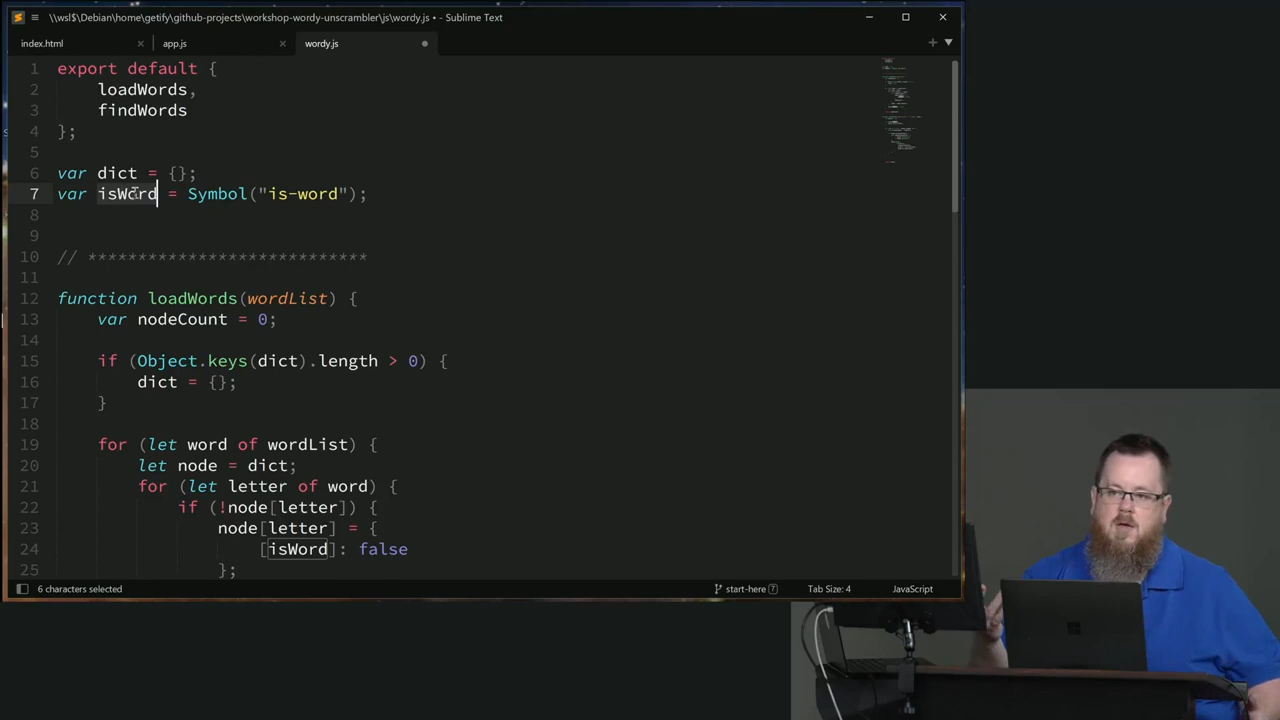 \\wsl$\Debian\home\getify\github-projects\workshop-wordy-unscrambler\js\wordy.js • - Sublime Text
index.html app.js wordy.js
1 export default {
2 loadWords,
3 findWords
4 };
5
6 var dict = {};
7 var isWord = Symbol("is-word");
8
9
10 // ****************************
11
12 function loadWords(wordList) {
13 var nodeCount = 0;
14
15 if (Object.keys(dict).length > 0) {
16 dict = {};
17 }
18
19 for (let word of wordList) {
20 let node = dict;
21 for (let letter of word) {
22 if (!node[letter]) {
23 node[letter] = {
24 [isWord]: false
25 };
6 characters selected start-here 7 Tab Size: 4 JavaScript